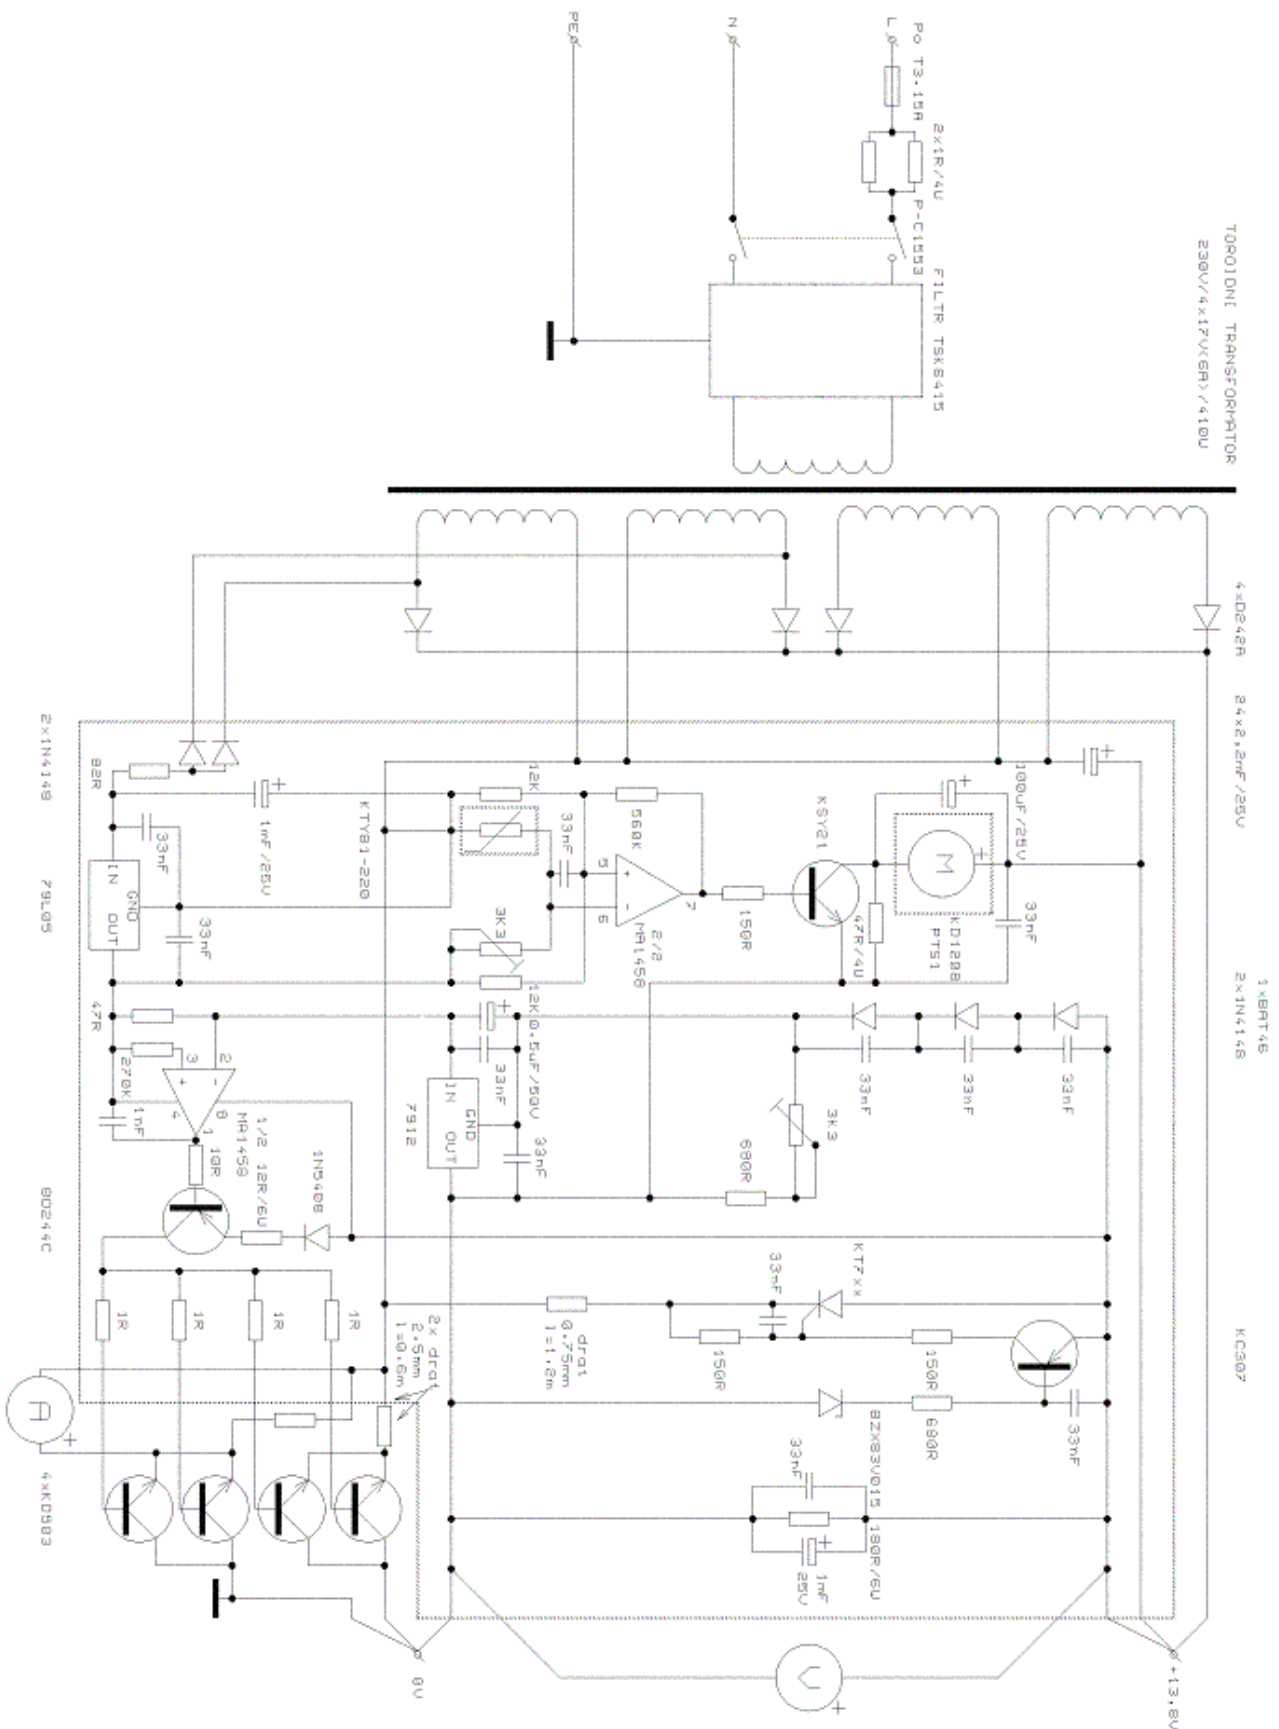 PE
N
L
Po T3.15A
2x1R/4W
P-C1553
FILTR TSK6415
TOROIDNI TRANSFORMATOR
230V/4x17V(6A)/410W
4xD242A
24x2,2mF/25V
+
100uF/25V
+
M
+
KD1208
PTS1
33nF
KSY21
47R/4W
150R
2/2
MA1458
5
6
7
+
-
560K
33nF
12K
KTY81-220
3K3
12K
1mF/25V
+
2x1N4148
82R
33nF
IN
GND
OUT
79L05
33nF
47R
270K
3
2
+
-
4
8
1
1mF
1/2
MA1458
10R
12R/6W
1N5408
BD244C
0,5uF/50V
+
33nF
IN
GND
OUT
7912
33nF
3K3
680R
33nF
33nF
33nF
1xBAT46
2x1N4148
KT7xx
33nF
150R
150R
680R
KC307
33nF
BZX83V015
drat
0.75mm
l=1.2m
2x drat
2.5mm
l=0.6m
1R
1R
1R
1R
A
+
4xKD503
33nF
180R/6W
+
1mF
25V
V
+
0V
+13,8V